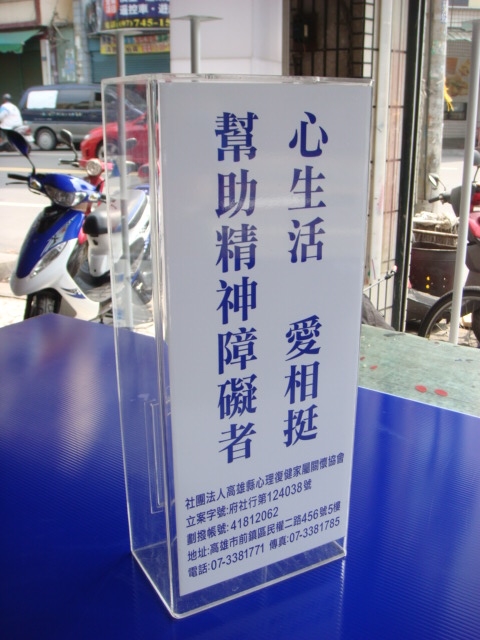 心生活 愛相挺
幫助精神障礙者
社團法人高雄縣心理復健家屬關懷協會
立案字號:府社行第124038號
劃撥帳號:41812062
地址:高雄市前鎮區民權二路456號5樓
電話:07-3381771 傳真:07-3381785
745-15